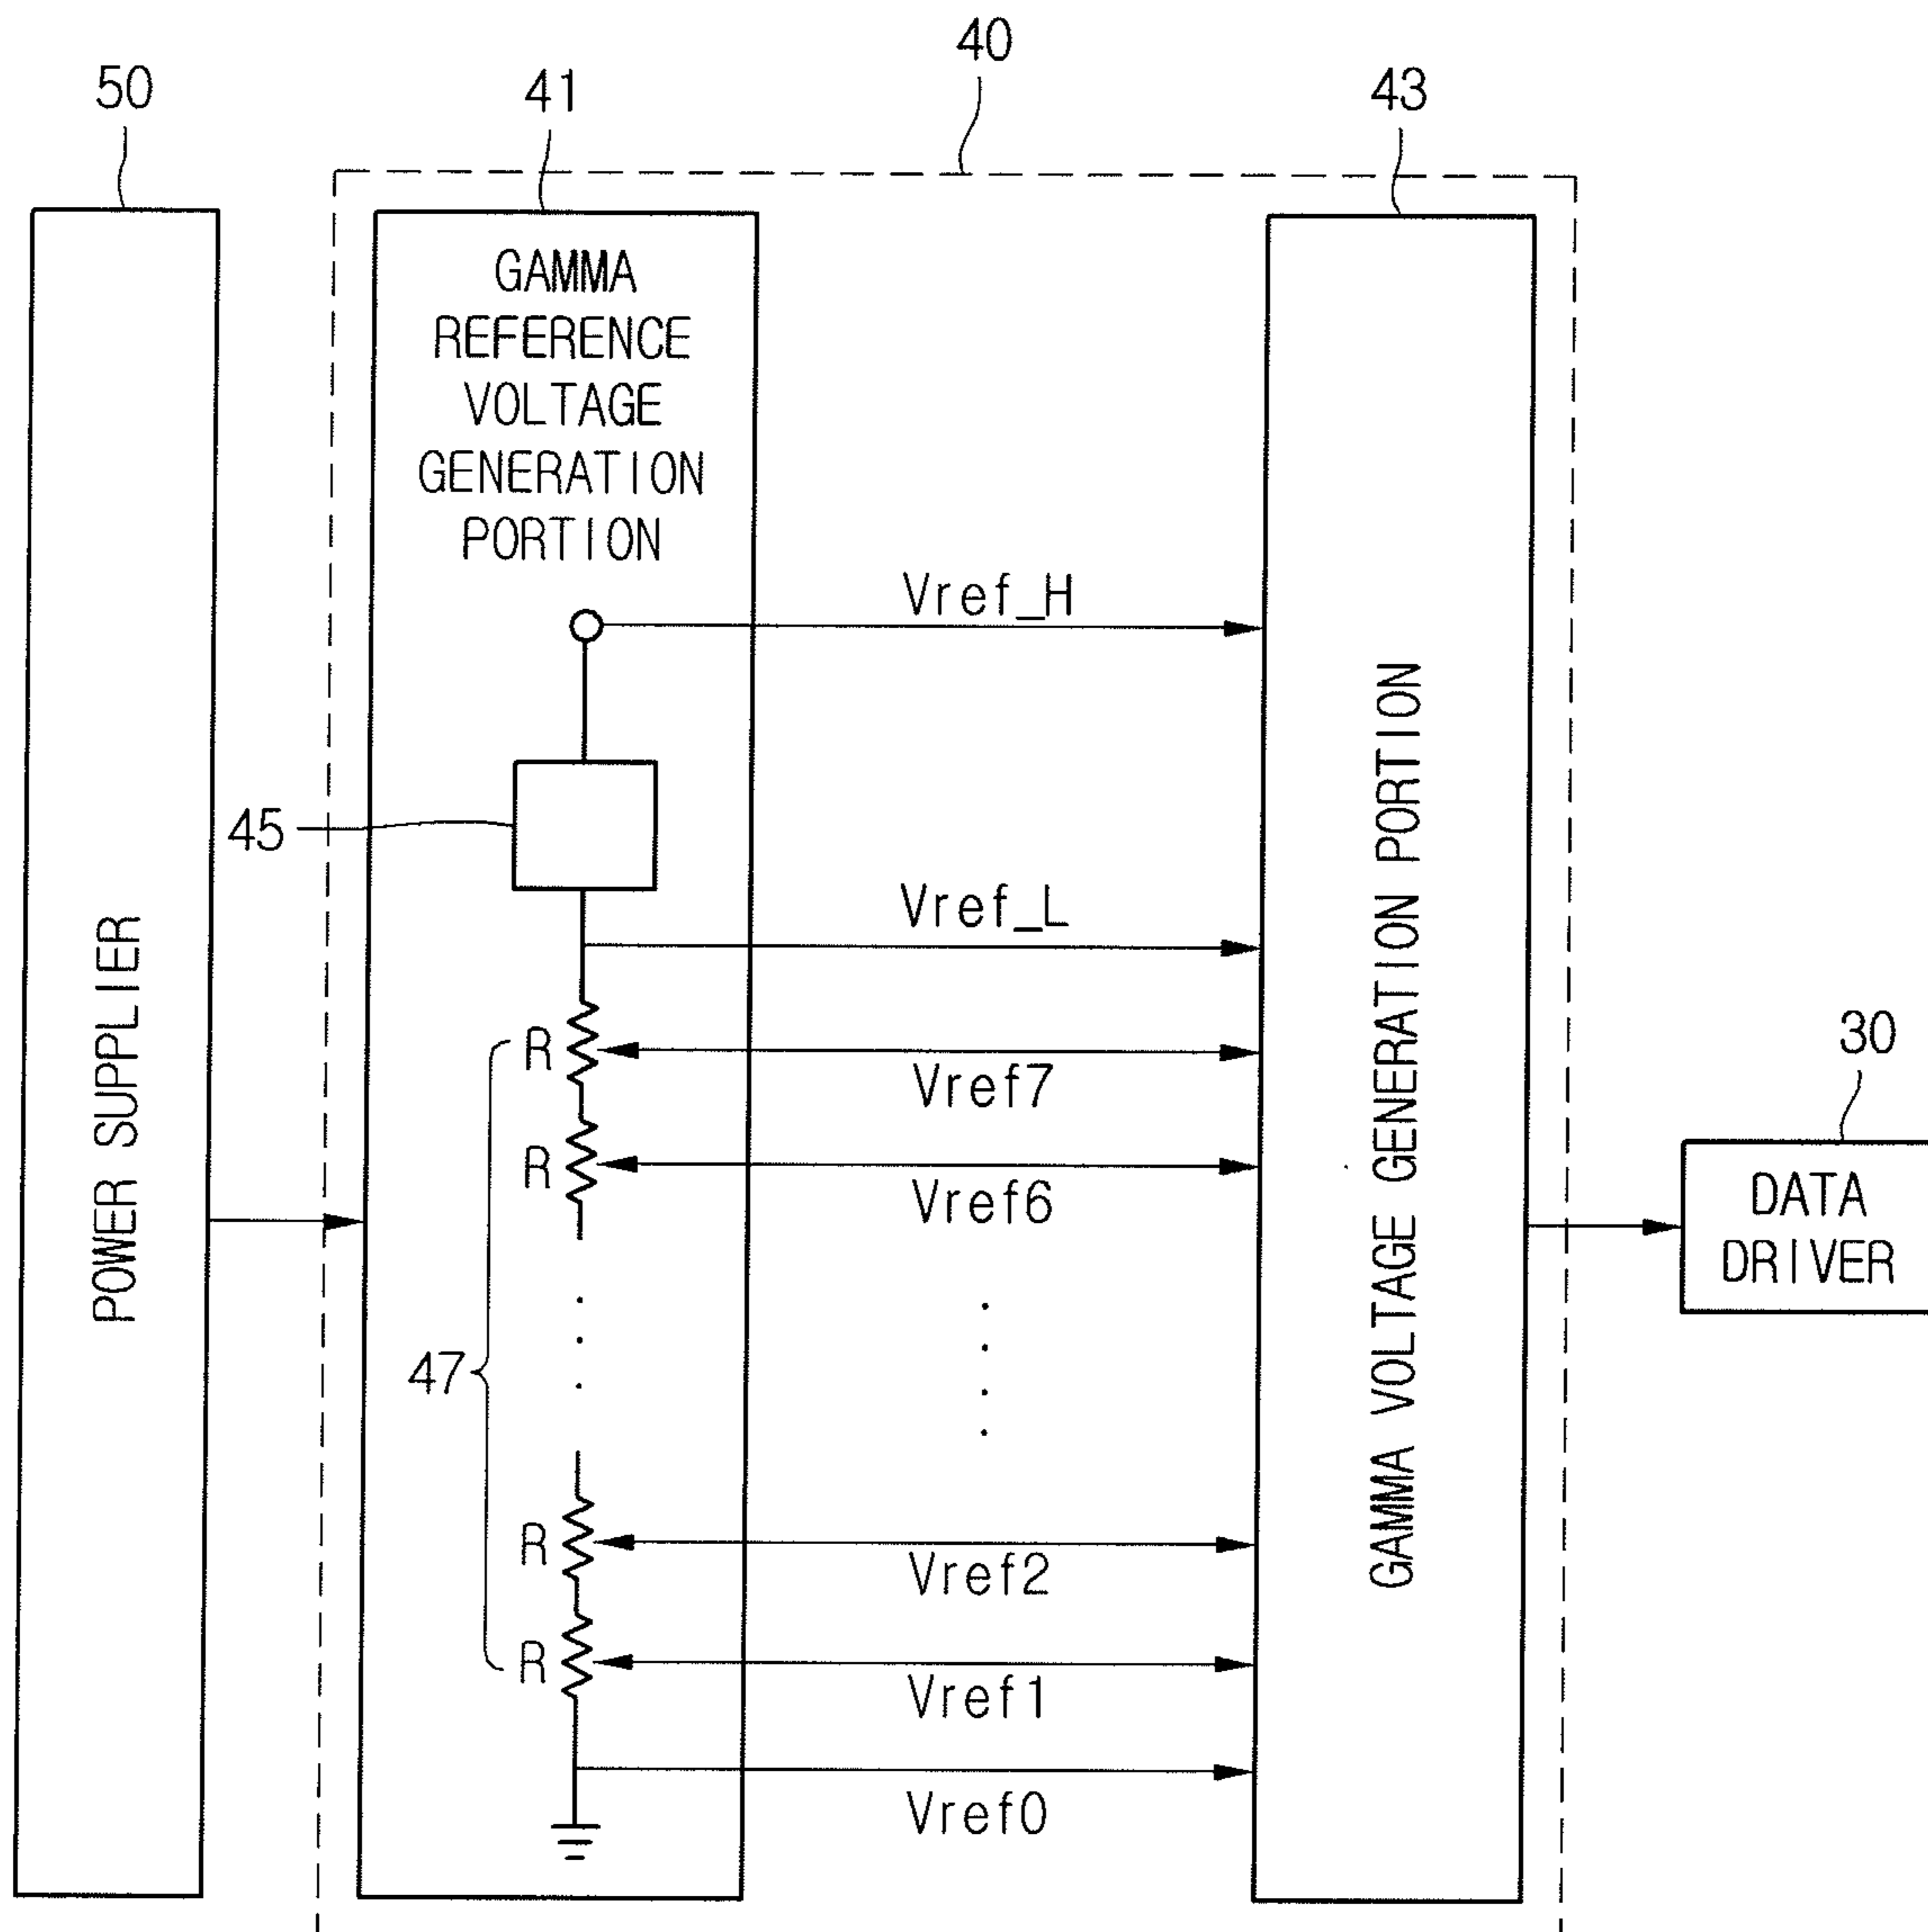 40
50
41
43
GAMMA
REFERENCE
VOLTAGE
GENERATION
PORTION
Vref_H
45
Vref_L
POWER SUPPLIER
GAMMA VOLTAGE GENERATION PORTION
R
Vref7
R
Vref6
30
DATA
DRIVER
47
R
Vref2
R
Vref1
Vref0